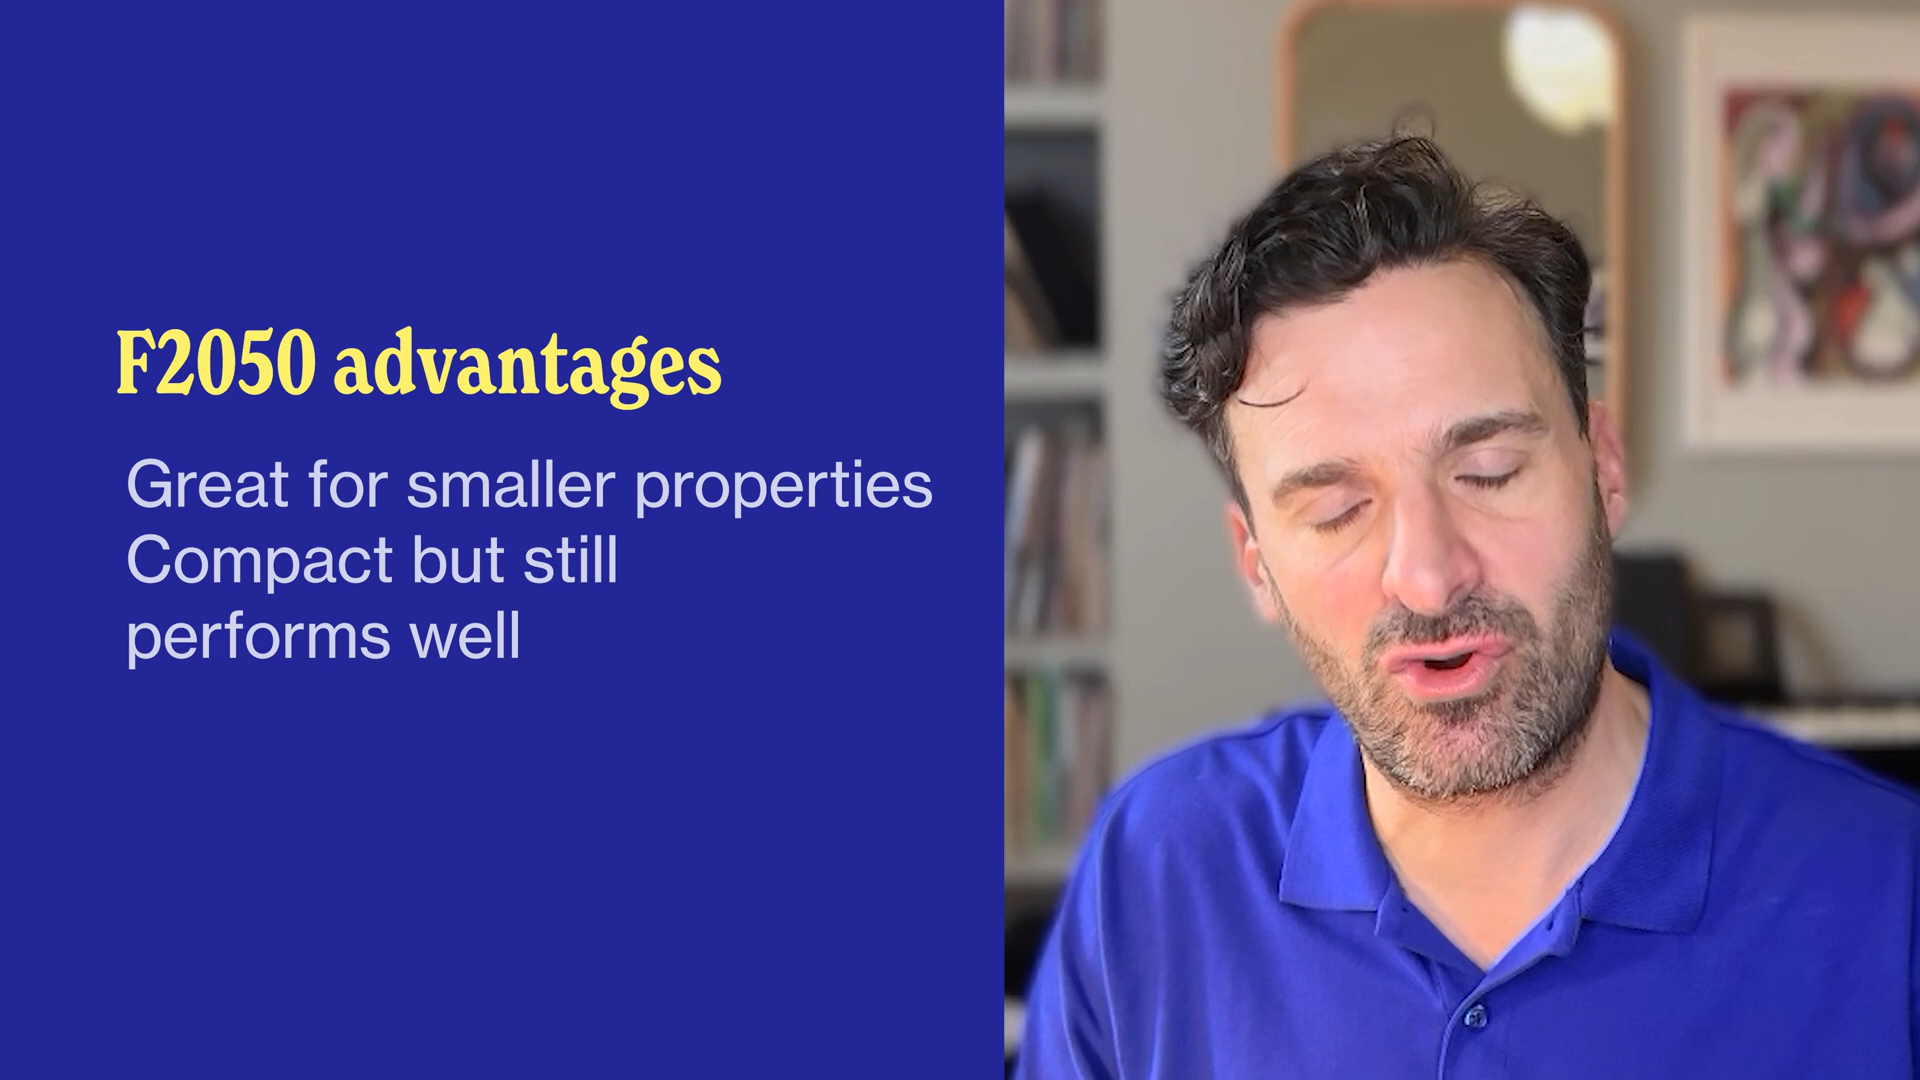 F2050 advantages
Great for smaller properties
Compact but still
performs well